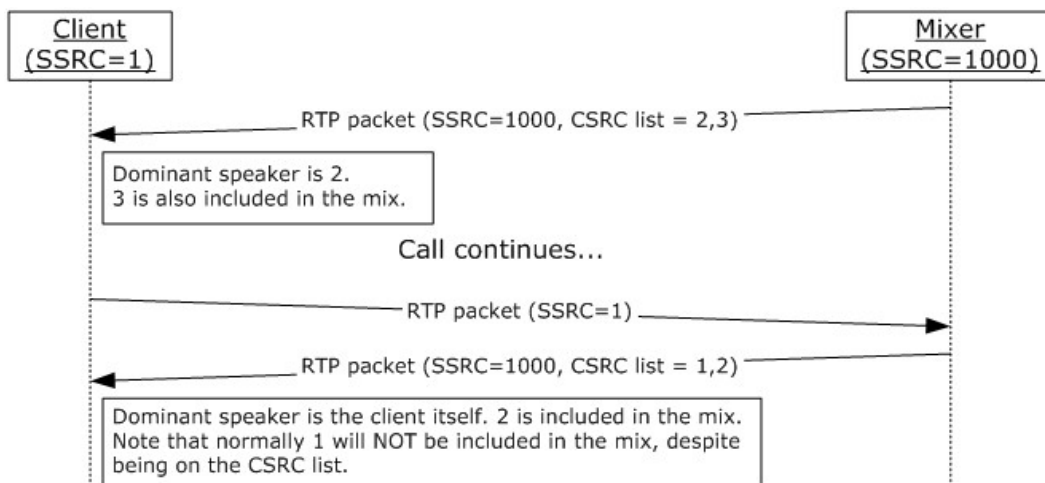 Client
(SSRC=1)
Mixer
(SSRC=1000)
RTP packet (SSRC=1000, CSRC list = 2,3)
Dominant speaker is 2.
3 is also included in the mix.
Call continues...
RTP packet (SSRC=1)
RTP packet (SSRC=1000, CSRC list = 1,2)
Dominant speaker is the client itself. 2 is included in the mix.
Note that normally 1 will NOT be included in the mix, despite
being on the CSRC list.